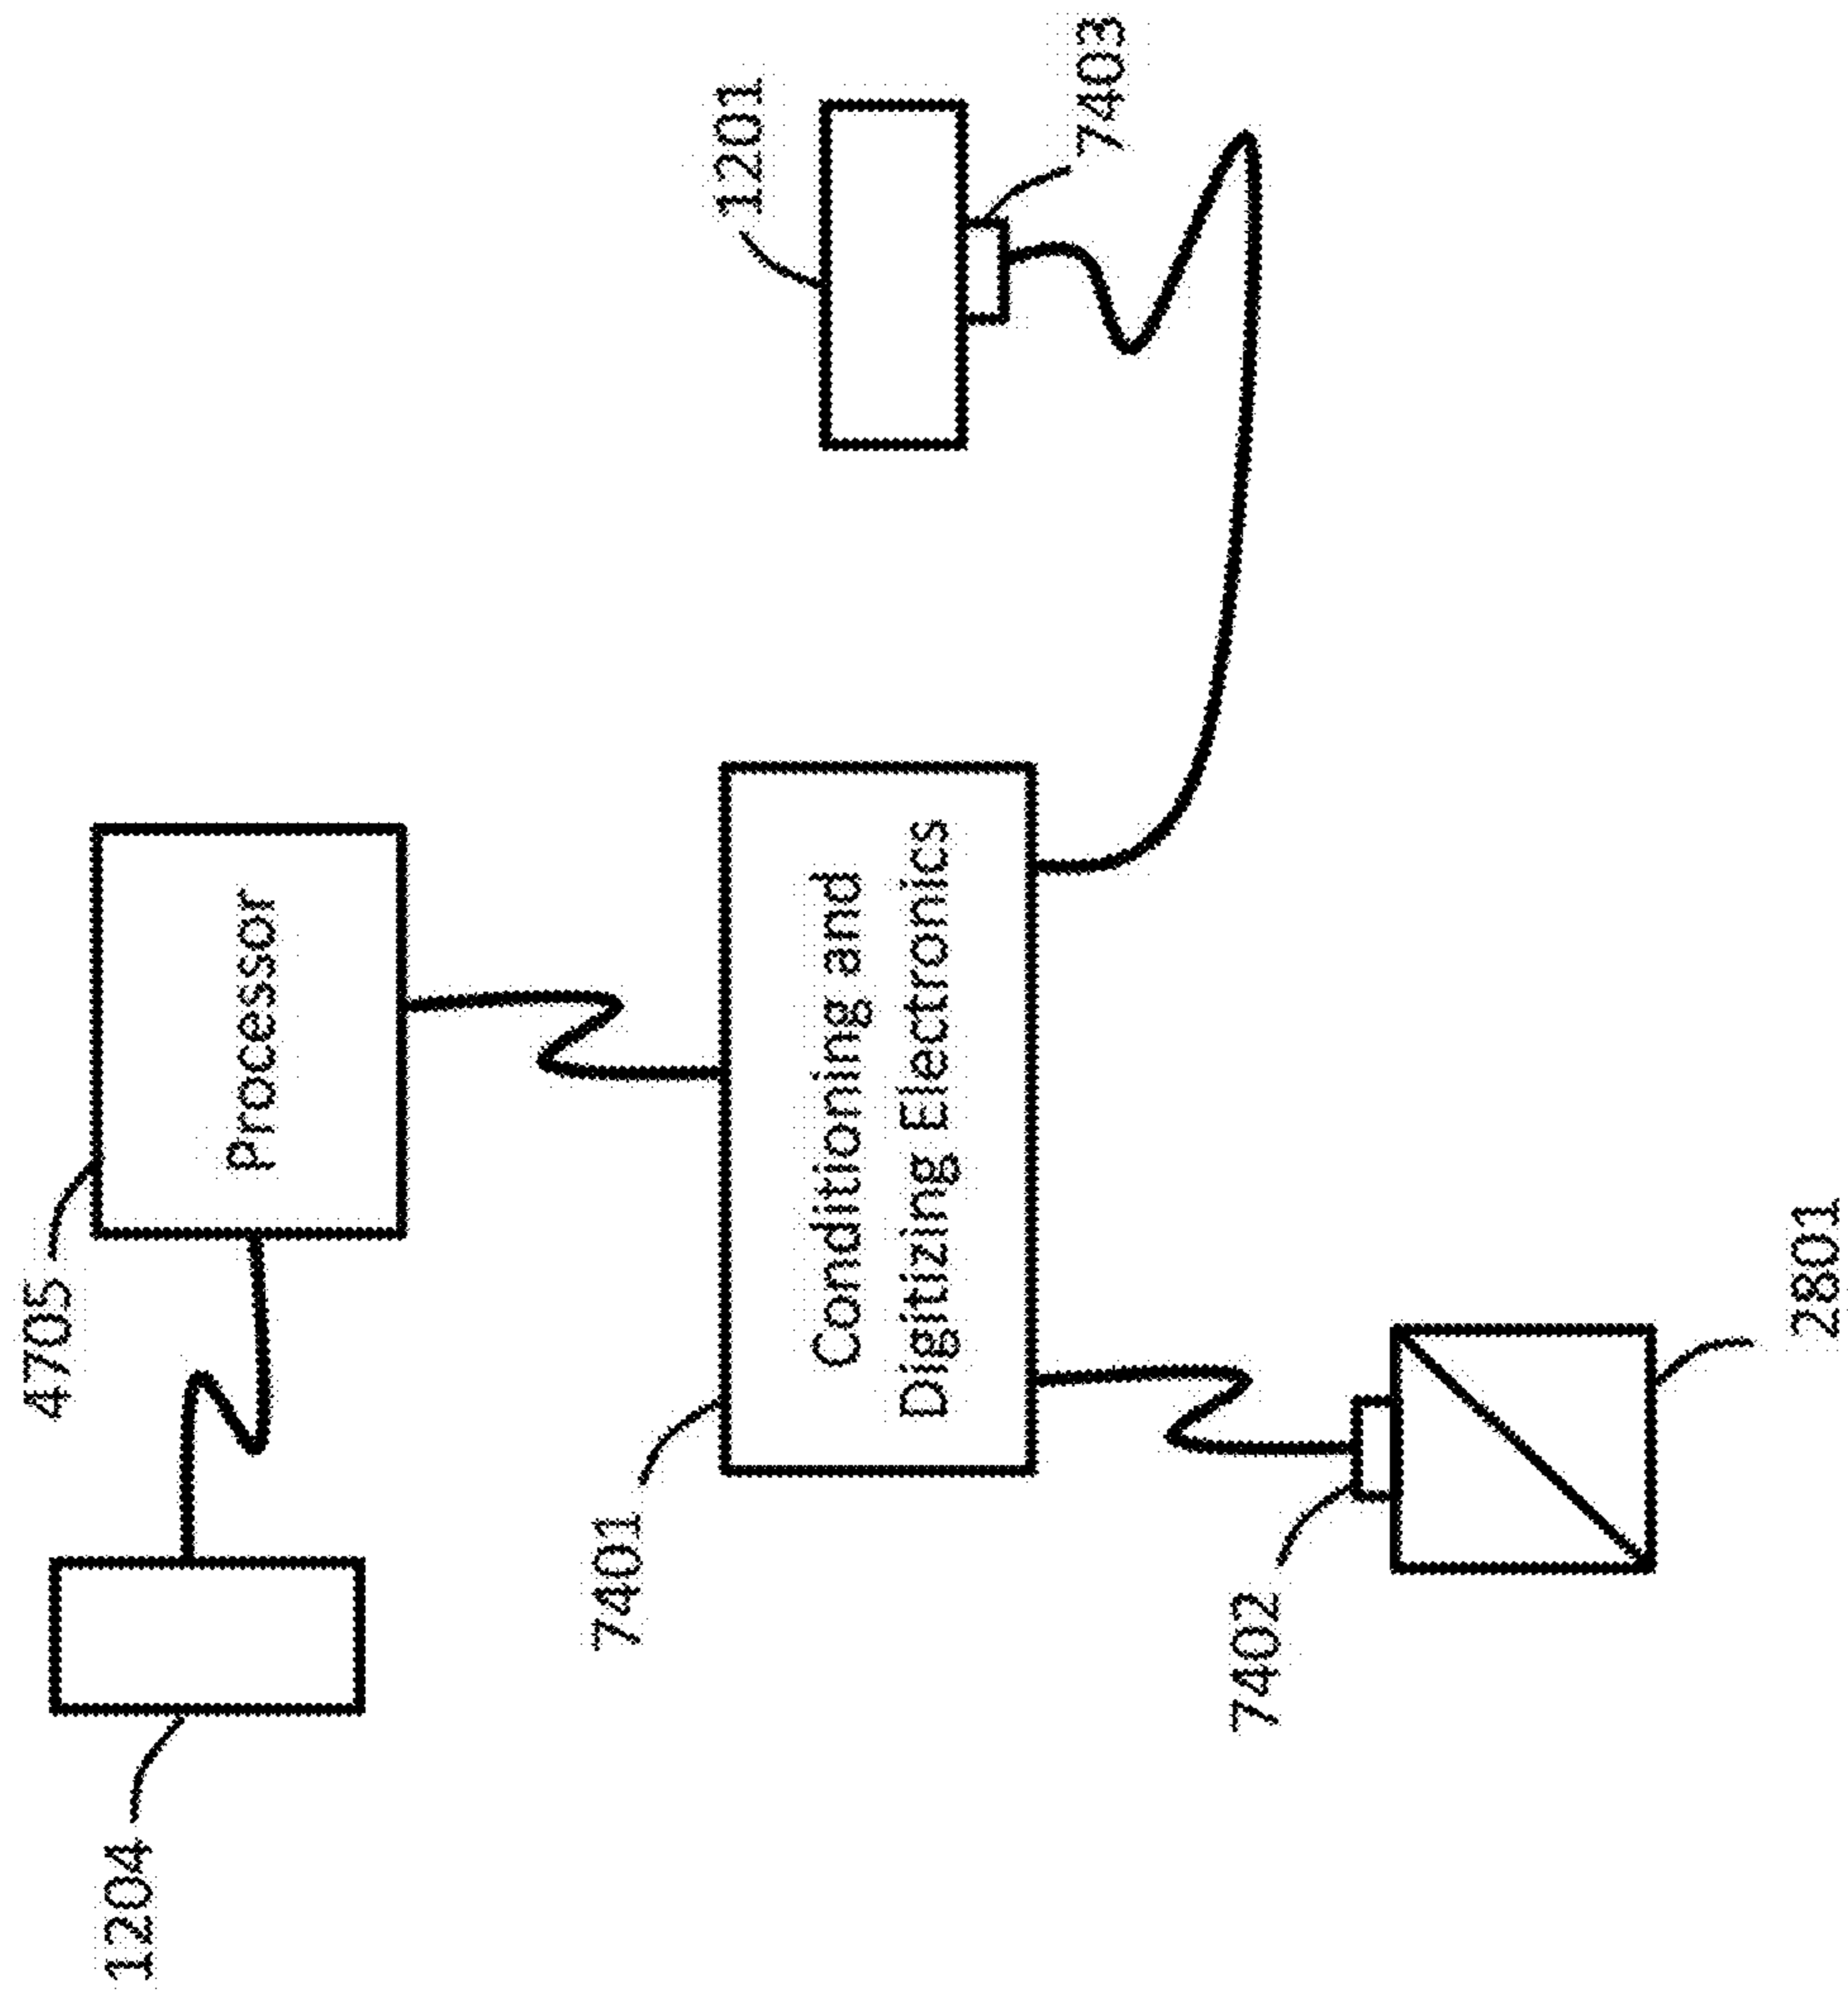 4705
Processor
1204
1201
7403
7401
Conditioning and
Digitizing Electronics
7402
2801